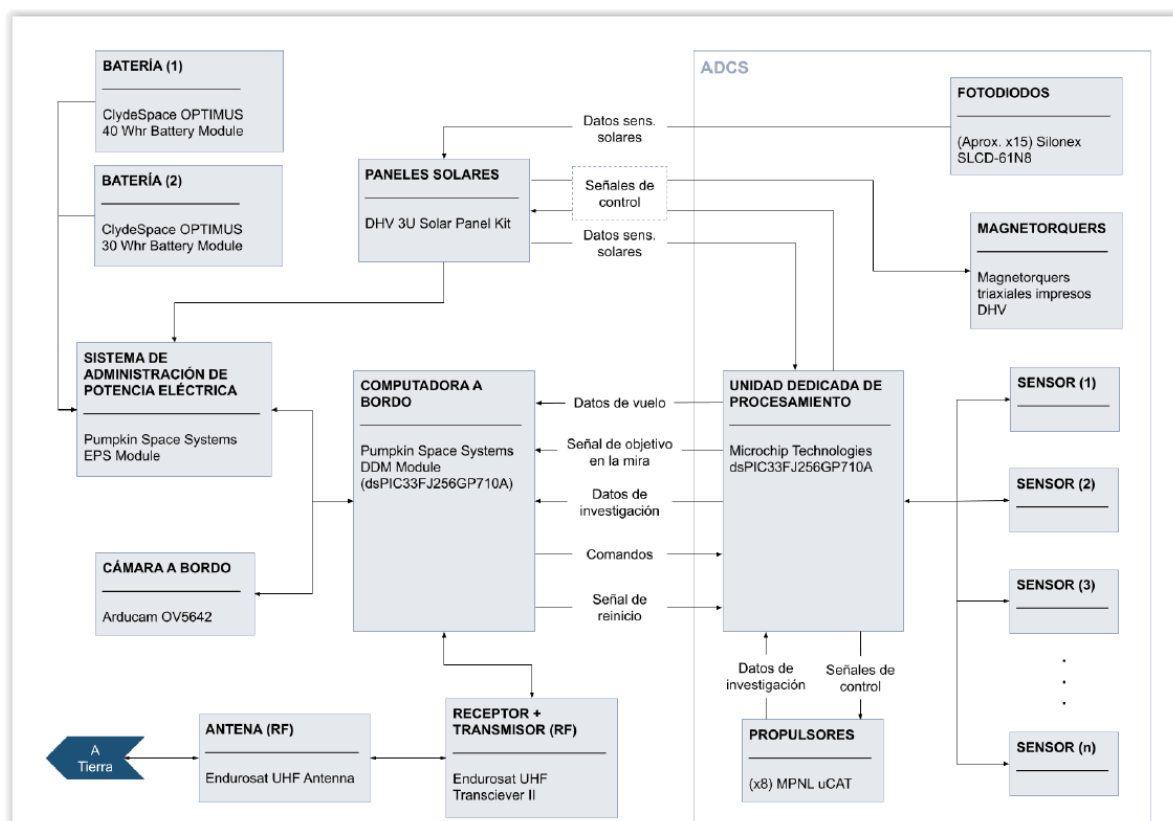 BATERÍA (1)
ClydeSpace OPTIMUS
40 Whr Battery Module
BATERÍA (2)
ClydeSpace OPTIMUS
30 Whr Battery Module
SISTEMA DE
ADMINISTRACIÓN DE
POTENCIA ELÉCTRICA
Pumpkin Space Systems
EPS Module
CÁMARA A BORDO
Arducam OV5642
A
Tierra
ANTENA (RF)
Endurosat UHF Antenna
RECEPTOR +
TRANSMISOR (RF)
Endurosat UHF
Transciever II
PANELES SOLARES
DHV 3U Solar Panel Kit
COMPUTADORA A
BORDO
Pumpkin Space Systems
DDM Module
(dsPIC33FJ256GP710A)
Datos sens.
solares
Señales de
control
Datos sens.
solares
Datos de vuelo
Señal de objetivo
en la mira
Datos de
investigación
Comandos
Señal de
reinicio
ADCS
FOTODIODOS
(Aprox. x15) Silonex
SLCD-61N8
MAGNETORQUERS
Magnetorquers
triaxiales impresos
DHV
UNIDAD DEDICADA DE
PROCESAMIENTO
Microchip Technologies
dsPIC33FJ256GP710A
Datos de
investigación
Señales de
control
PROPULSORES
(x8) MPNL uCAT
SENSOR (1)
SENSOR (2)
SENSOR (3)
.
.
.
SENSOR (n)